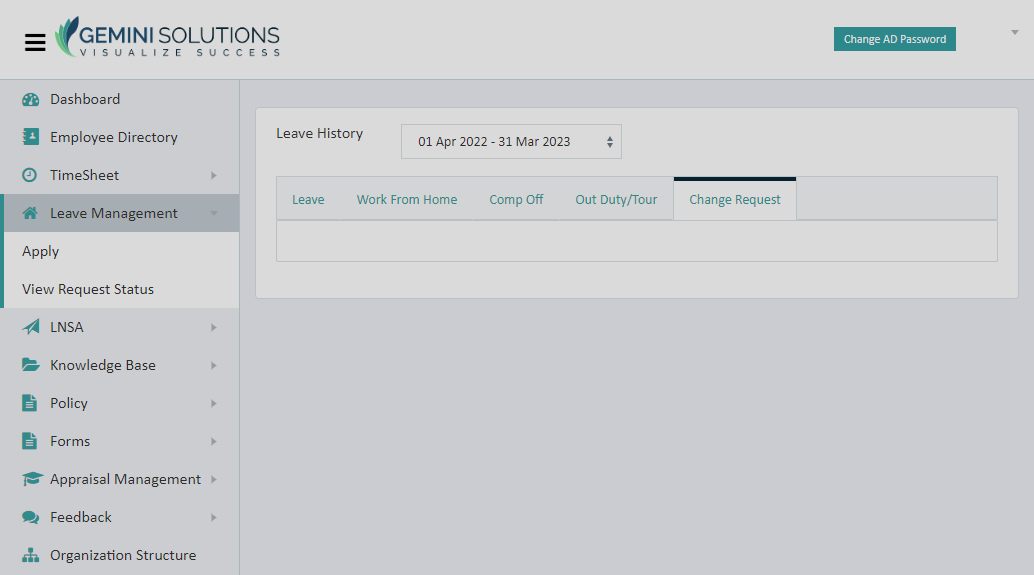 GEMINI SOLUTIONS
VISUALIZE SUCCESS
Change AD Password
Dashboard
Employee Directory
TimeSheet
Leave Management
Apply
View Request Status
LNSA
Knowledge Base
Policy
Forms
Appraisal Management
Feedback
Organization Structure
Leave History
01 Apr 2022 - 31 Mar 2023
Leave
Work From Home
Comp Off
Out Duty/Tour
Change Request